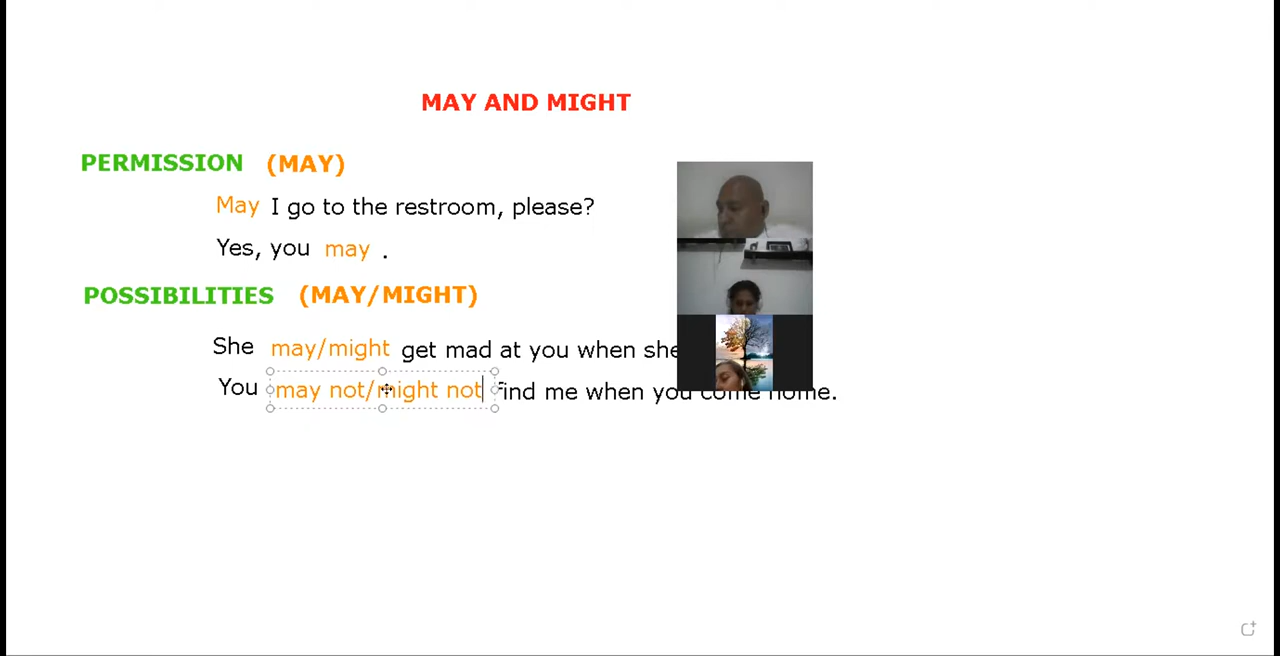 MAY AND MIGHT
PERMISSION (MAY)
May I go to the restroom, please?
Yes, you may .
POSSIBILITIES (MAY/MIGHT)
She may/might get mad at you when she
You may not/might not find me when you come home.